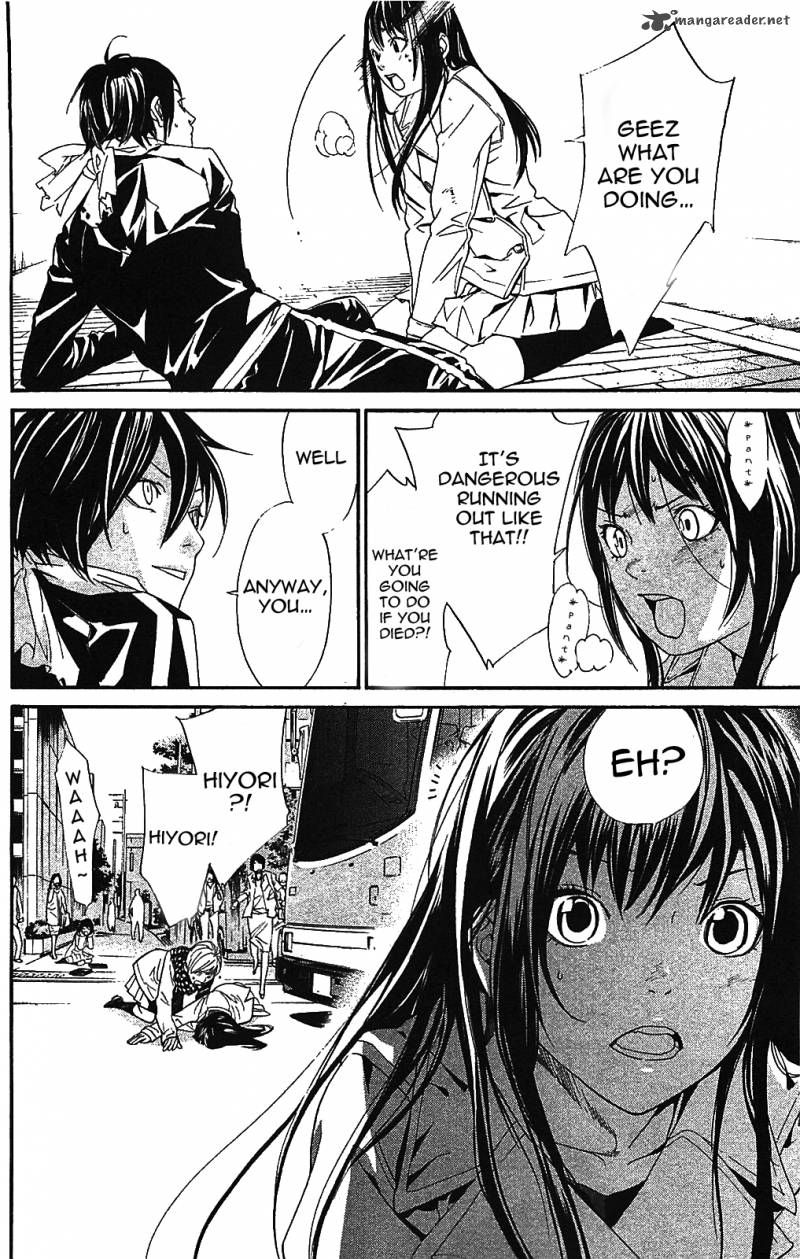 mangareader.net
GEEZ
WHAT
ARE YOU
DOING...
*pant*
IT'S
DANGEROUS
RUNNING
OUT LIKE
THAT!!
WHAT'RE
YOU
GOING
TO DO
IF YOU
DIED?!
*pant*
WELL
ANYWAY,
YOU...
EH?
HIYORI
?!
HIYORI!
WAAAH~